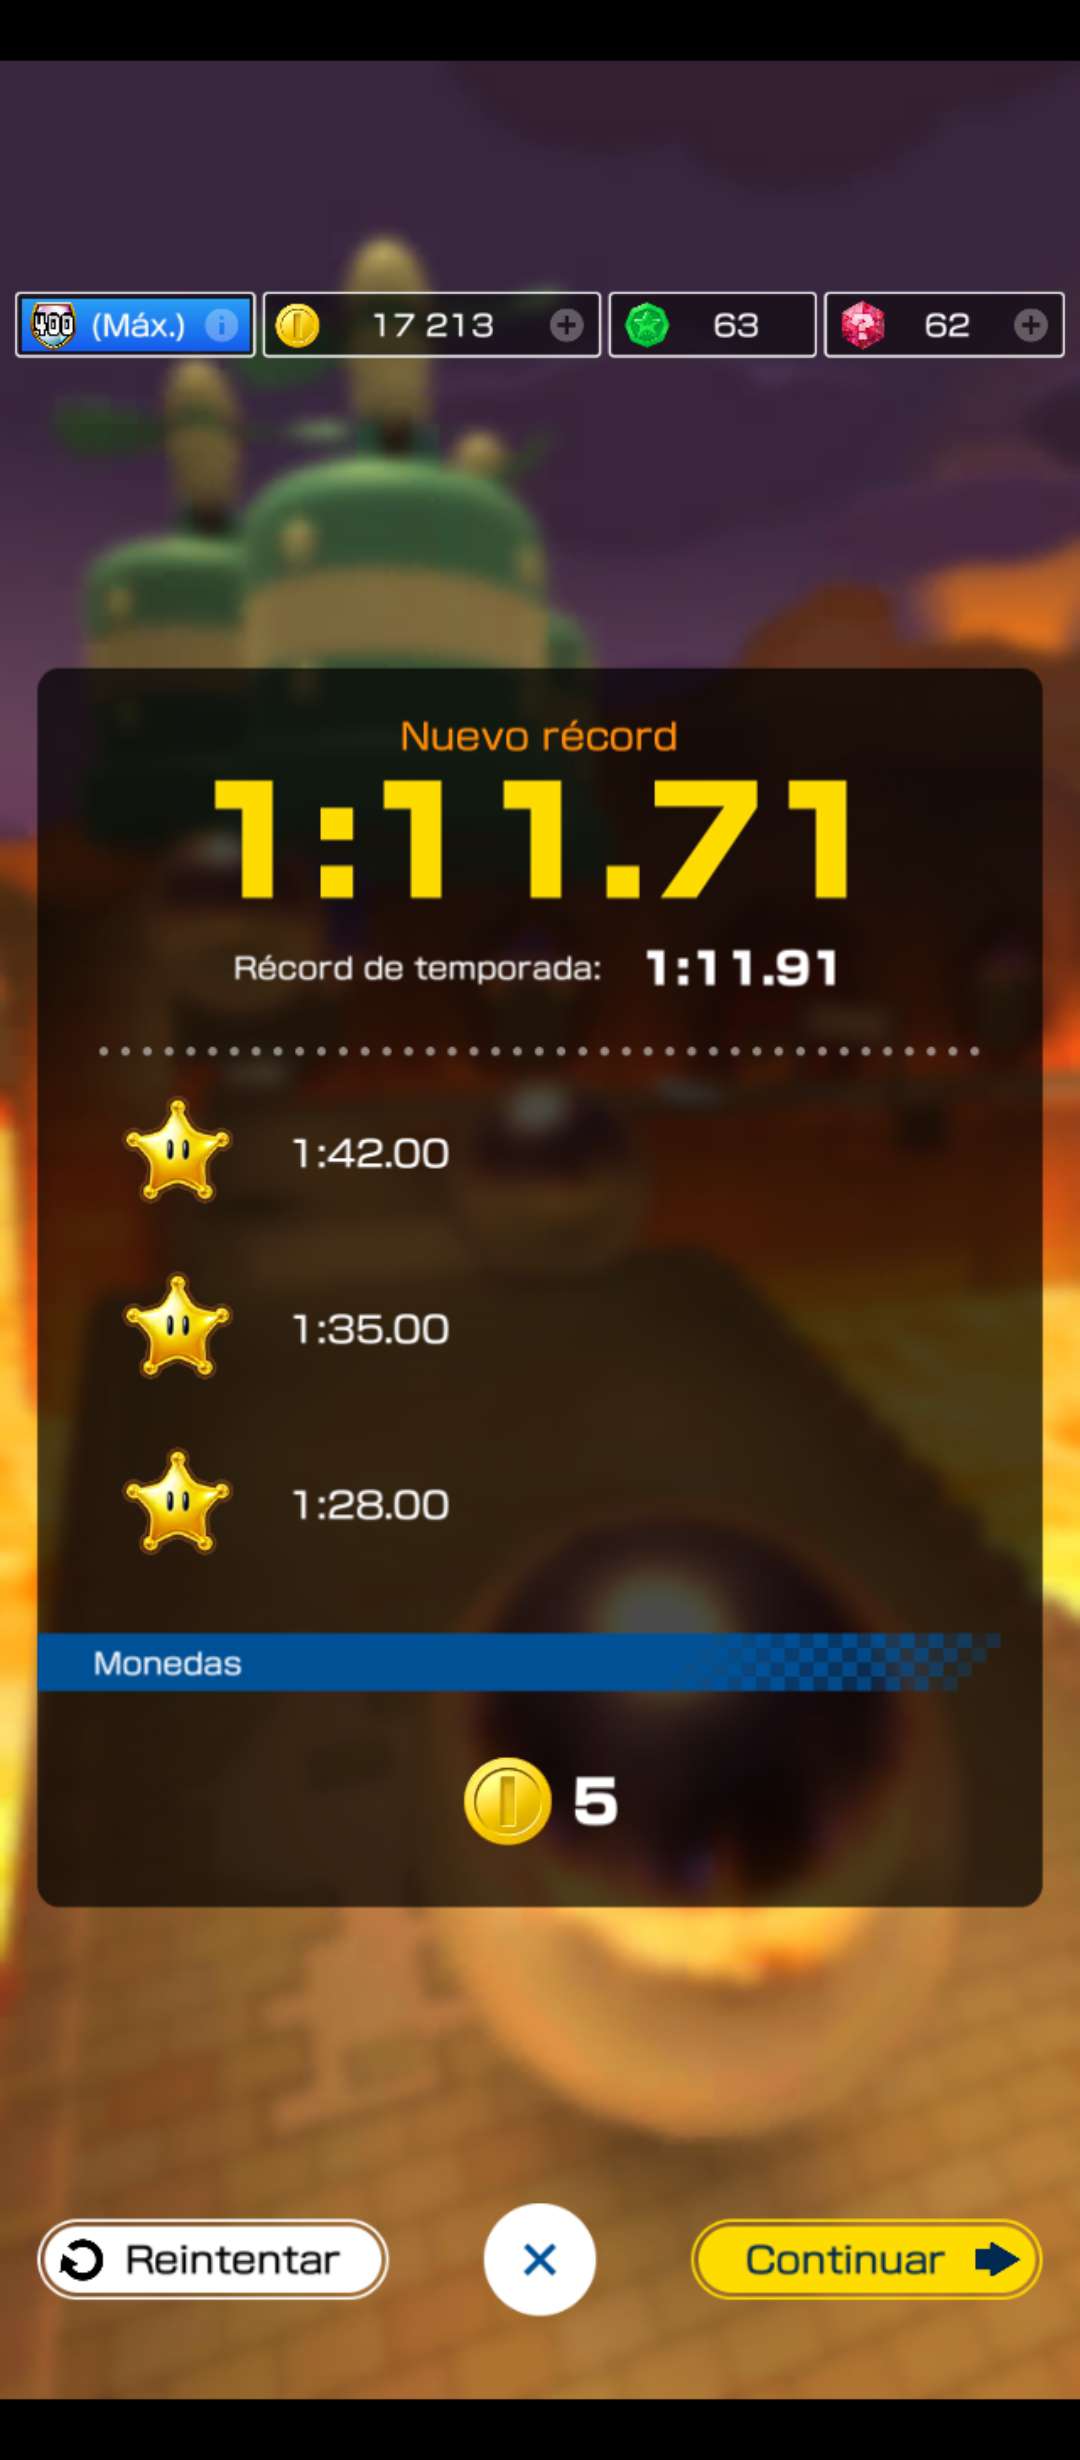 400 (Máx.) 17 213 63 62
Nuevo récord
1:11.71
Récord de temporada: 1:11.91
1:42.00
1:35.00
1:28.00
Monedas
5
Reintentar Continuar